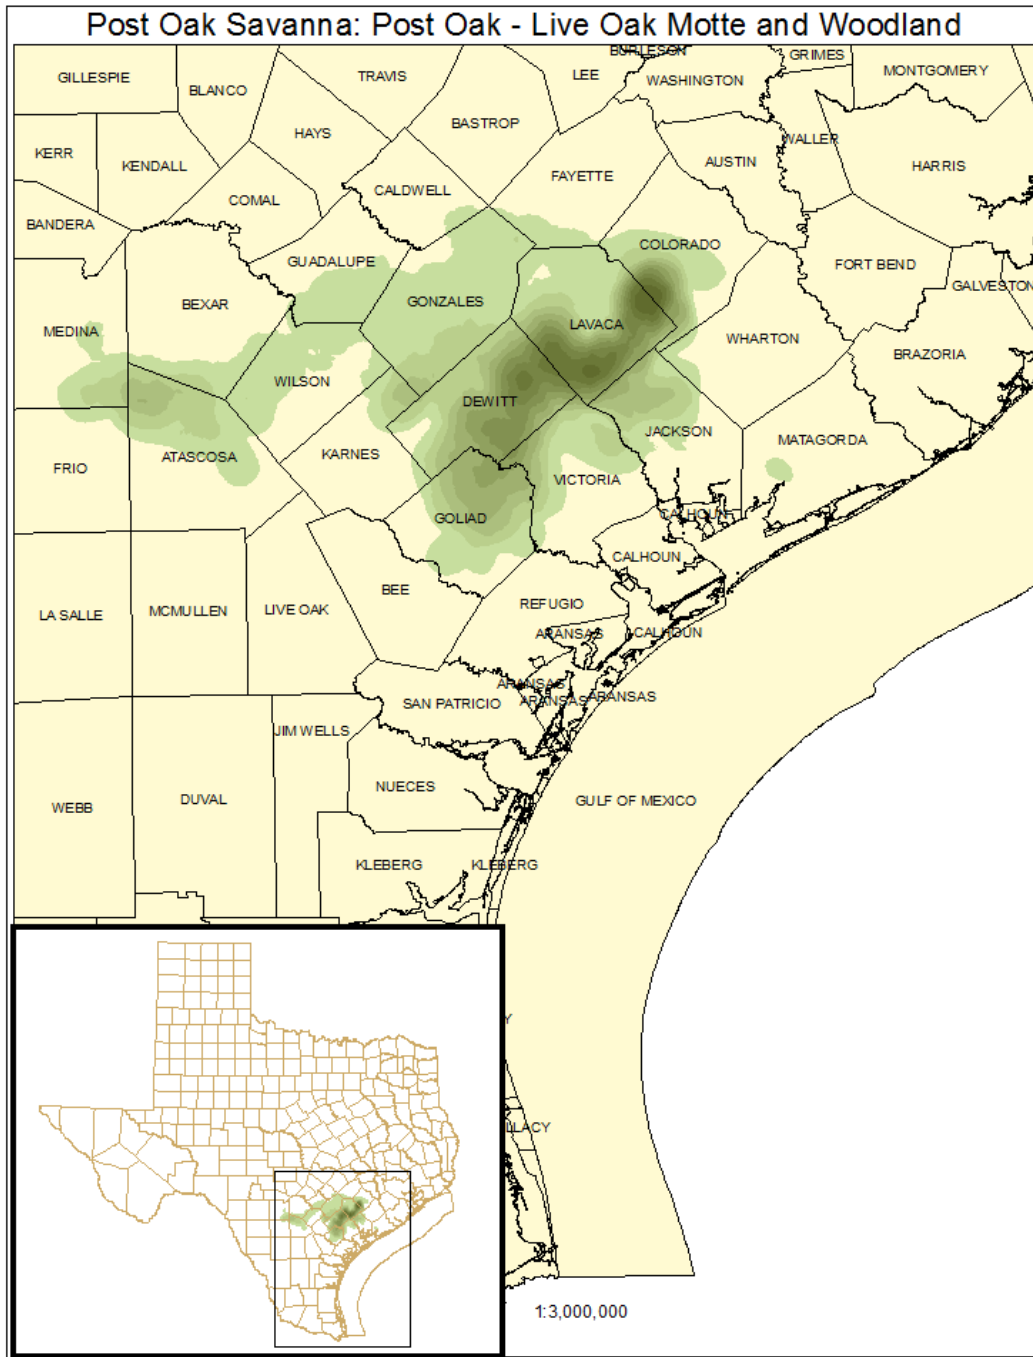 Post Oak Savanna: Post Oak - Live Oak Motte and Woodland
BURLESON
GRIMES
GILLESPIE
TRAVIS
LEE
WASHINGTON
MONTGOMERY
BLANCO
BASTROP
HAYS
WALLER
KERR
KENDALL
AUSTIN
HARRIS
CALDWELL
FAYETTE
COMAL
BANDERA
COLORADO
GUADALUPE
FORT BEND
GALVESTON
BEXAR
GONZALES
MEDINA
LAVACA
WHARTON
BRAZORIA
WILSON
DEWITT
JACKSON
MATAGORDA
KARNES
ATASCOSA
FRIO
VICTORIA
GOLIAD
CALHOUN
CALHOUN
BEE
REFUGIO
LA SALLE
MCMULLEN
LIVE OAK
ARANSAS
CALHOUN
ARANSAS
ARANSAS
ARANSAS
SAN PATRICIO
JIM WELLS
NUECES
DUVAL
WEBB
GULF OF MEXICO
KLEBERG
KLEBERG
Y
LLACY
1:3,000,000